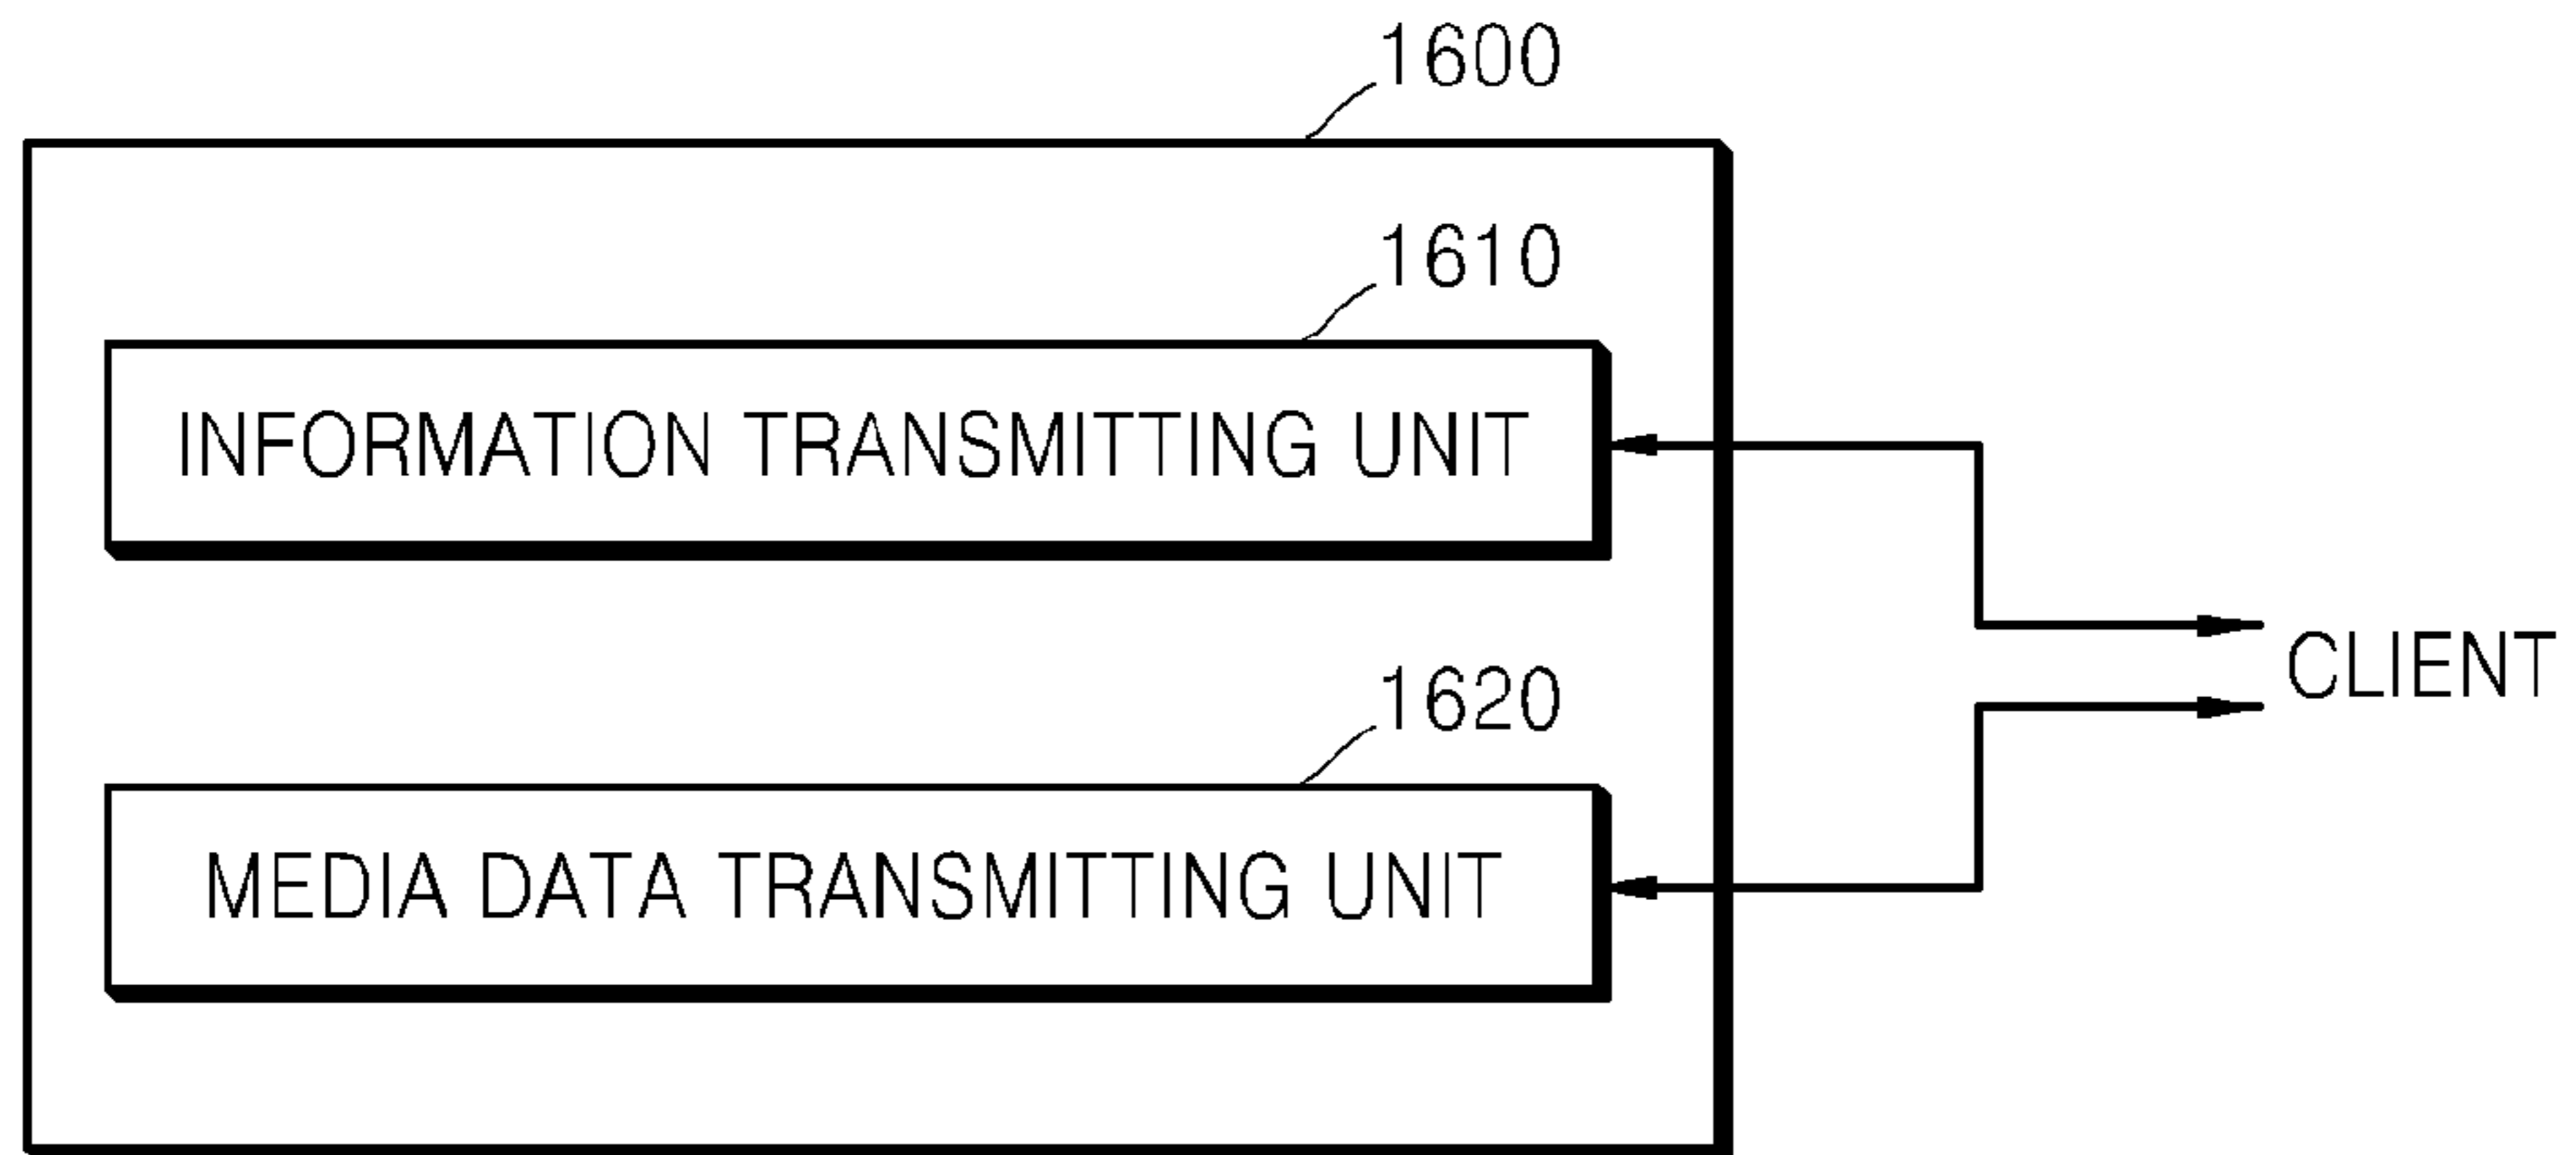 1600
1610
INFORMATION TRANSMITTING UNIT
CLIENT
1620
MEDIA DATA TRANSMITTING UNIT